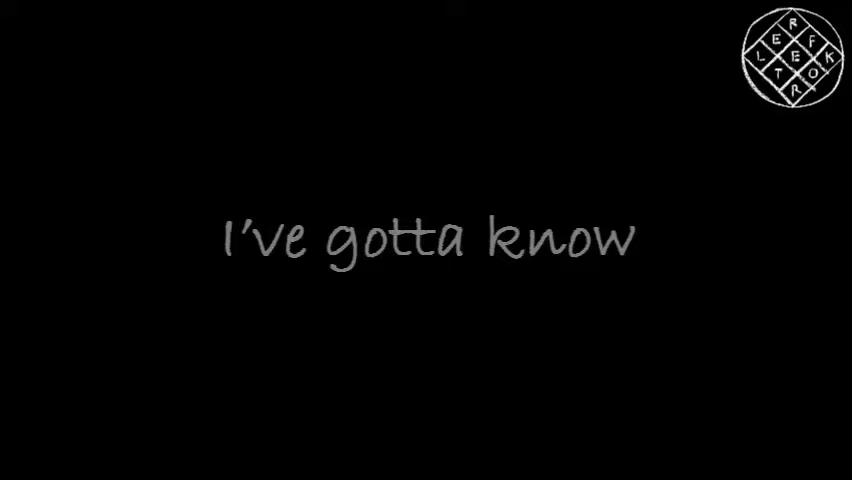 I've gotta know
R
E F
L E K
T O
R